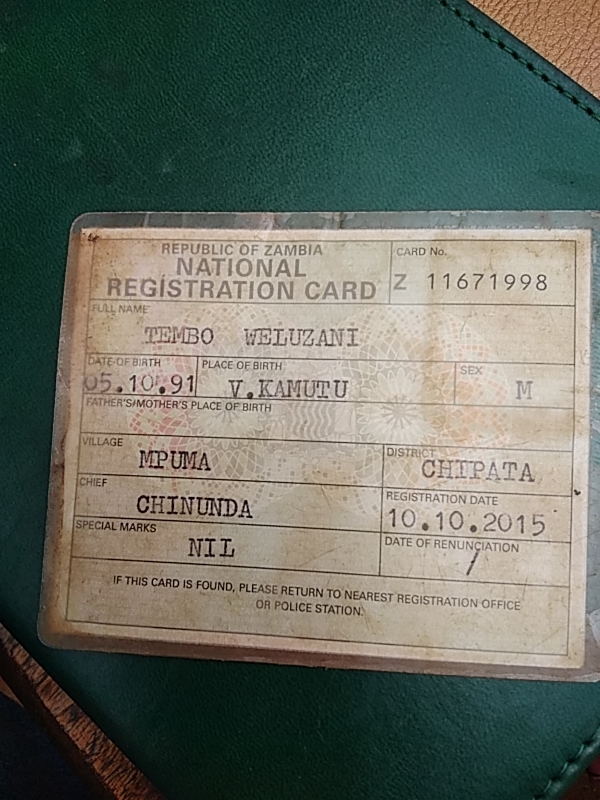 REPUBLIC OF ZAMBIA
NATIONAL
REGISTRATION CARD
CARD No.
Z 11671998
FULL NAME
TEMBO WELUZANI
DATE OF BIRTH
05.10.91
PLACE OF BIRTH
V.KAMUTU
SEX
M
FATHER'S/MOTHER'S PLACE OF BIRTH
VILLAGE
MPUMA
DISTRICT
CHIPATA
CHIEF
CHINUNDA
REGISTRATION DATE
10.10.2015
SPECIAL MARKS
NIL
DATE OF RENUNCIATION
/
IF THIS CARD IS FOUND, PLEASE RETURN TO NEAREST REGISTRATION OFFICE
OR POLICE STATION.